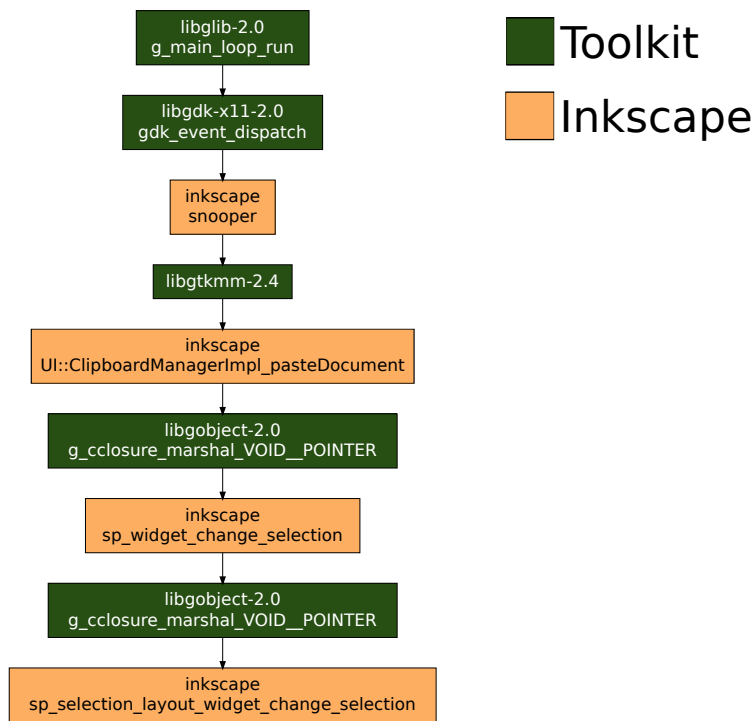 libglib-2.0
g_main_loop_run
libgdk-x11-2.0
gdk_event_dispatch
inkscape
snooper
libgtkmm-2.4
inkscape
UI::ClipboardManagerImpl_pasteDocument
libgobject-2.0
g_cclosure_marshal_VOID__POINTER
inkscape
sp_widget_change_selection
libgobject-2.0
g_cclosure_marshal_VOID__POINTER
inkscape
sp_selection_layout_widget_change_selection
Toolkit
Inkscape